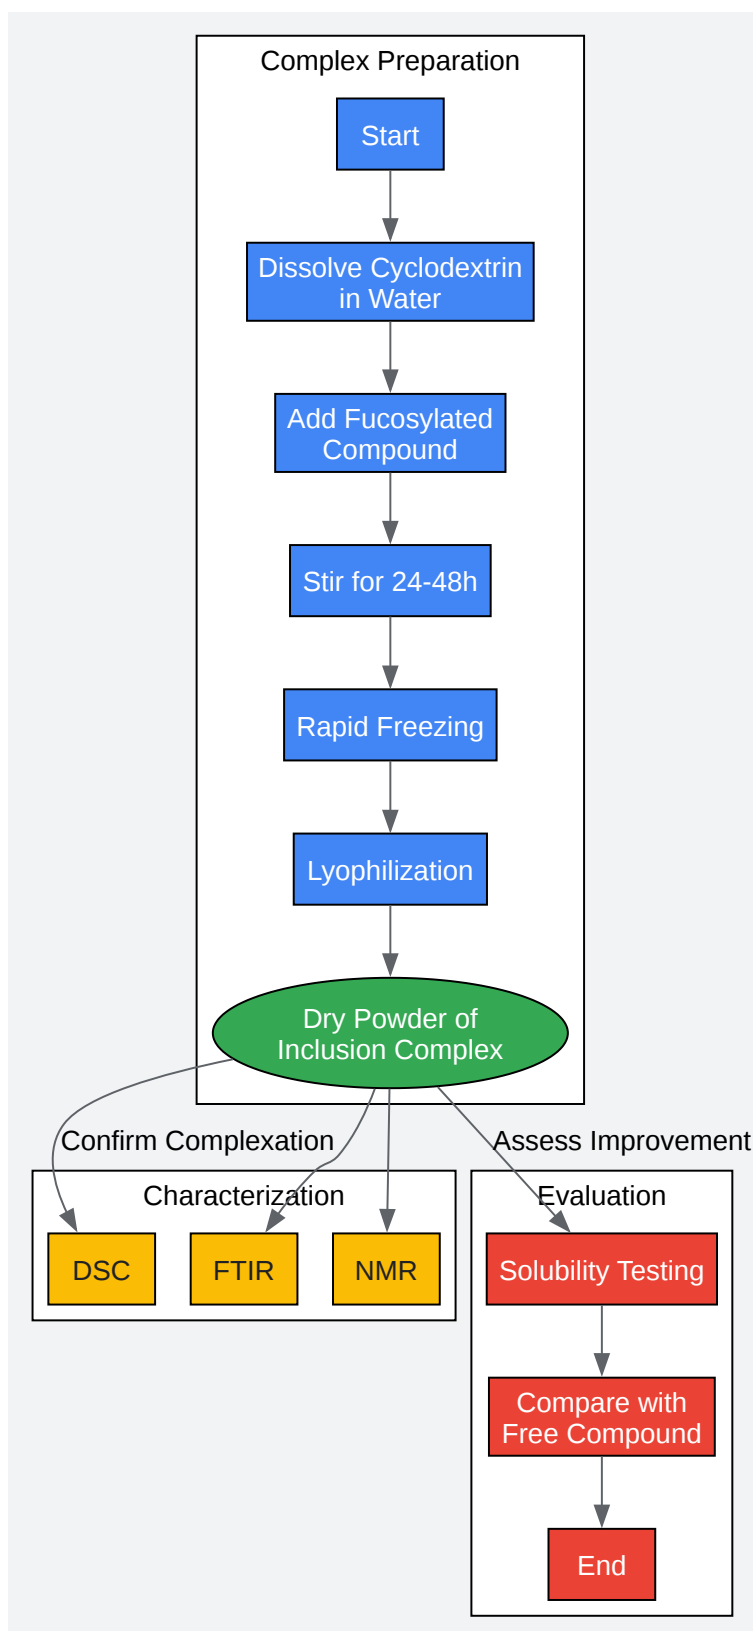 Complex Preparation
Start
Dissolve Cyclodextrin
in Water
Add Fucosylated
Compound
Stir for 24-48h
Rapid Freezing
Lyophilization
Dry Powder of
Inclusion Complex
Confirm Complexation
Assess Improvement
Characterization
Evaluation
DSC
FTIR
NMR
Solubility Testing
Compare with
Free Compound
End